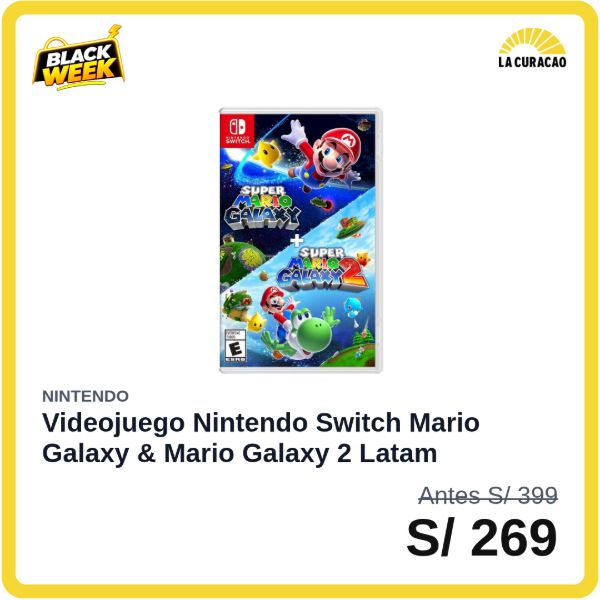 BLACK
WEEK
LA CURACAO
NINTENDO
SWITCH
SUPER
MARIO
GALAXY
+
SUPER
MARIO
GALAXY 2
E
ESRB
NINTENDO
Videojuego Nintendo Switch Mario
Galaxy & Mario Galaxy 2 Latam
Antes S/ 399
S/ 269